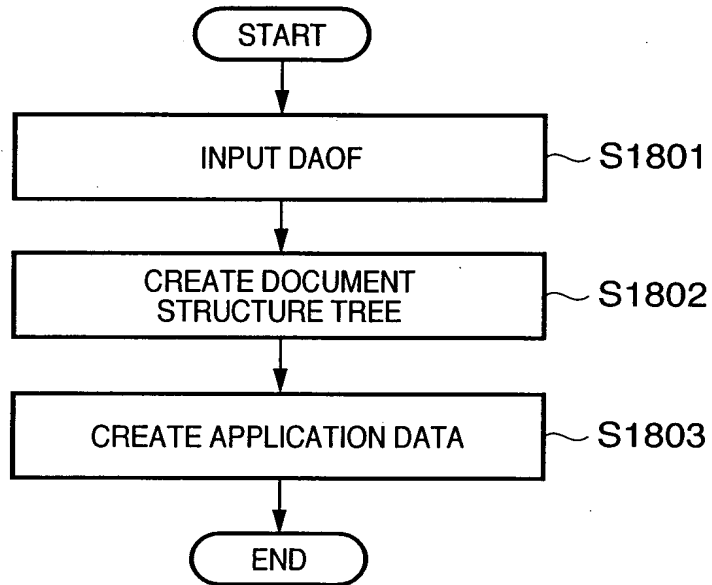 START
INPUT DAOF
S1801
CREATE DOCUMENT
STRUCTURE TREE
S1802
CREATE APPLICATION DATA
S1803
END